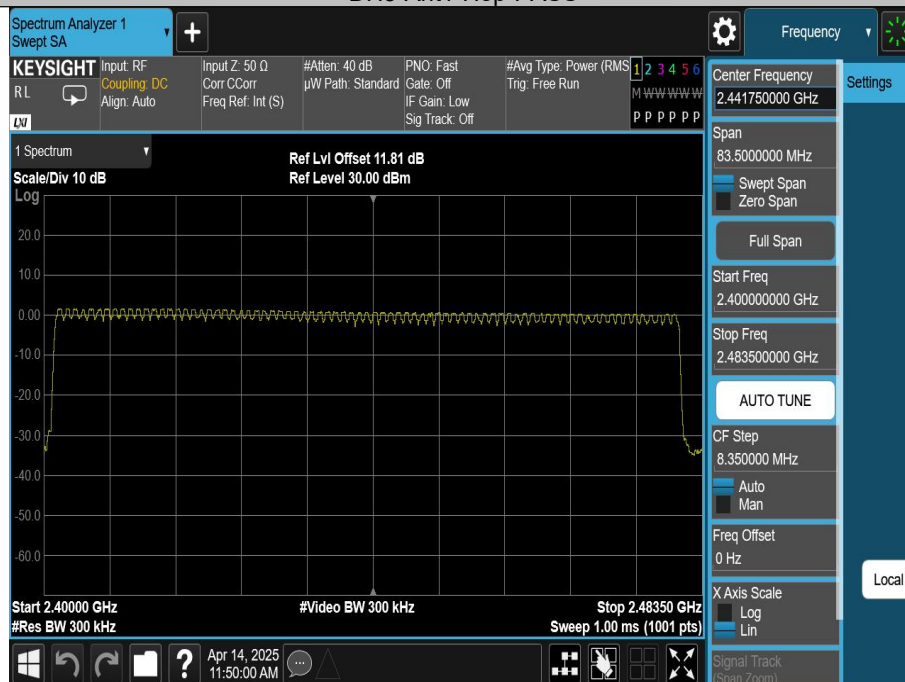 Spectrum Analyzer 1
Swept SA
Frequency
KEYSIGHT
RL
LXI
Input: RF
Coupling: DC
Align: Auto
Input Z: 50 Ω
Corr CCorr
Freq Ref: Int (S)
#Atten: 40 dB
µW Path: Standard
PNO: Fast
Gate: Off
IF Gain: Low
Sig Track: Off
#Avg Type: Power (RMS
Trig: Free Run
1 2 3 4 5 6
M W W W W W
P P P P P P
1 Spectrum
Scale/Div 10 dB
Log
Ref Lvl Offset 11.81 dB
Ref Level 30.00 dBm
20.0
10.0
0.00
-10.0
-20.0
-30.0
-40.0
-50.0
-60.0
Start 2.40000 GHz
#Res BW 300 kHz
#Video BW 300 kHz
Stop 2.48350 GHz
Sweep 1.00 ms (1001 pts)
Apr 14, 2025
11:50:00 AM
?
Center Frequency
2.441750000 GHz
Span
83.5000000 MHz
Swept Span
Zero Span
Full Span
Start Freq
2.400000000 GHz
Stop Freq
2.483500000 GHz
AUTO TUNE
CF Step
8.350000 MHz
Auto
Man
Freq Offset
0 Hz
X Axis Scale
Log
Lin
Signal Track
(Span Zoom)
Settings
Local